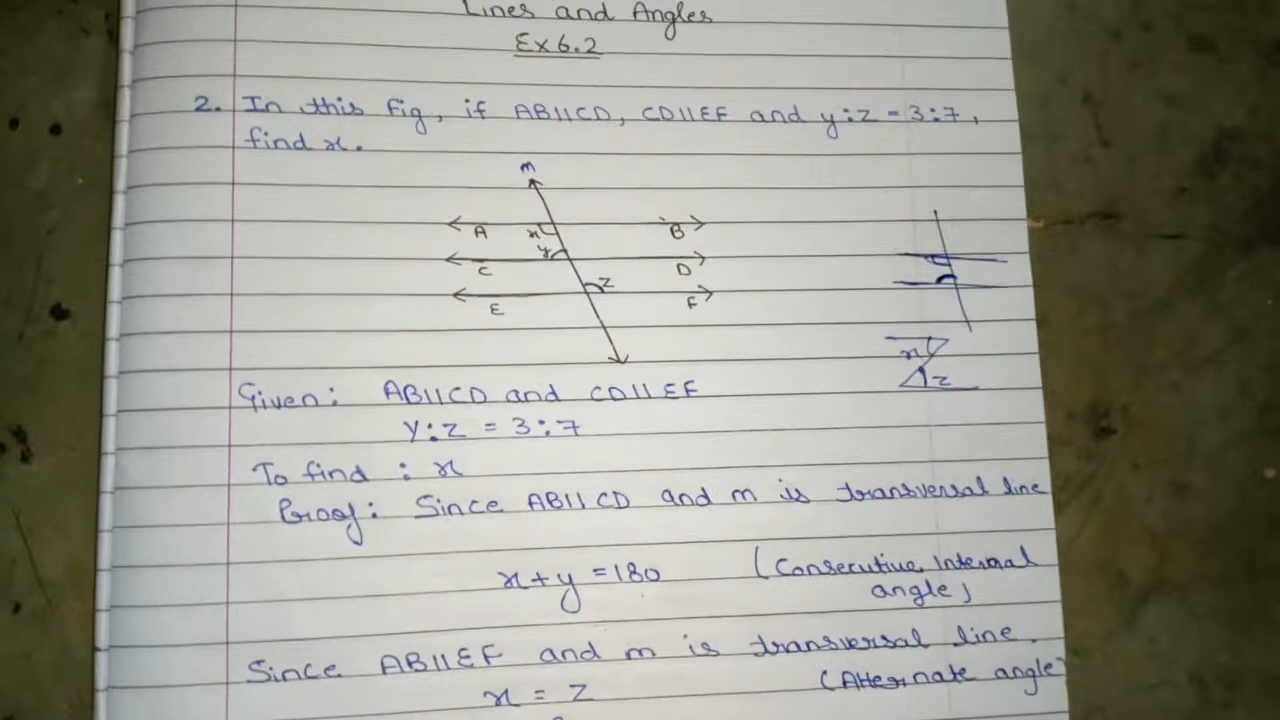 Lines and Angles
Ex 6.2
2. In this fig, if AB||CD, CD||EF and y:z = 3:7,
find x.
m
A B
x
y
C D
z
E F
x
z
Given: AB||CD and CD||EF
Y:Z = 3:7
To find : x
Proof: Since AB||CD and m is transversal line
x+y =180 (Consecutive Internal
angle)
Since AB||EF and m is transversal line.
x = z (Alternate angle)